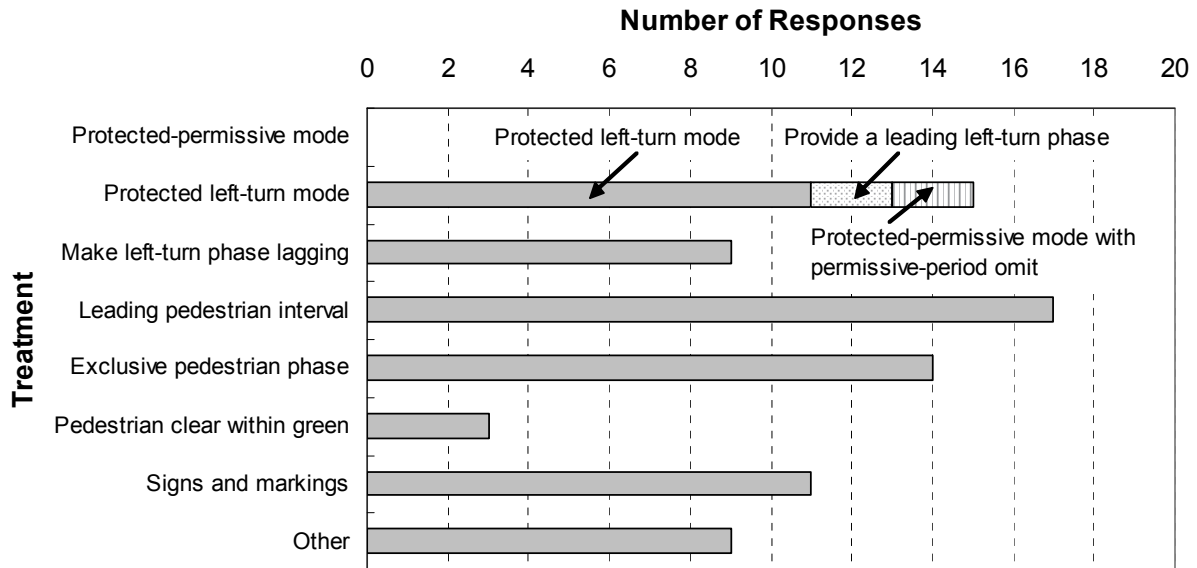 Number of Responses
0 2 4 6 8 10 12 14 16 18 20
Treatment
Protected-permissive mode
Protected left-turn mode
Provide a leading left-turn phase
Protected left-turn mode
Protected-permissive mode with
permissive-period omit
Make left-turn phase lagging
Leading pedestrian interval
Exclusive pedestrian phase
Pedestrian clear within green
Signs and markings
Other